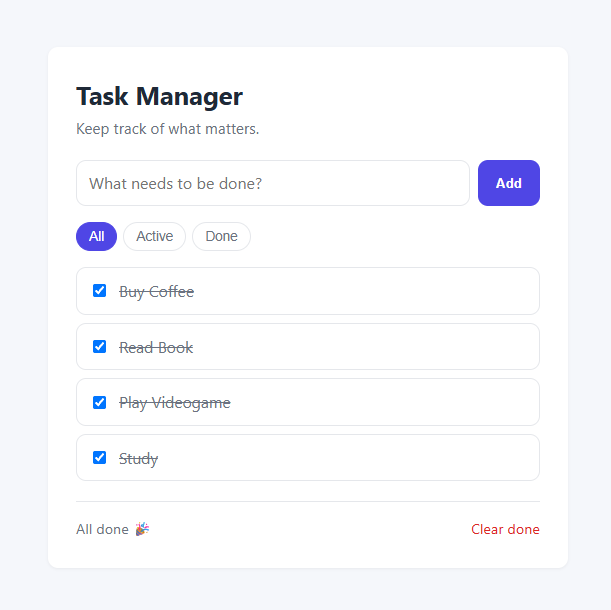 Task Manager
Keep track of what matters.
What needs to be done? Add
All Active Done
Buy Coffee
Read Book
Play Videogame
Study
All done 🎉 Clear done